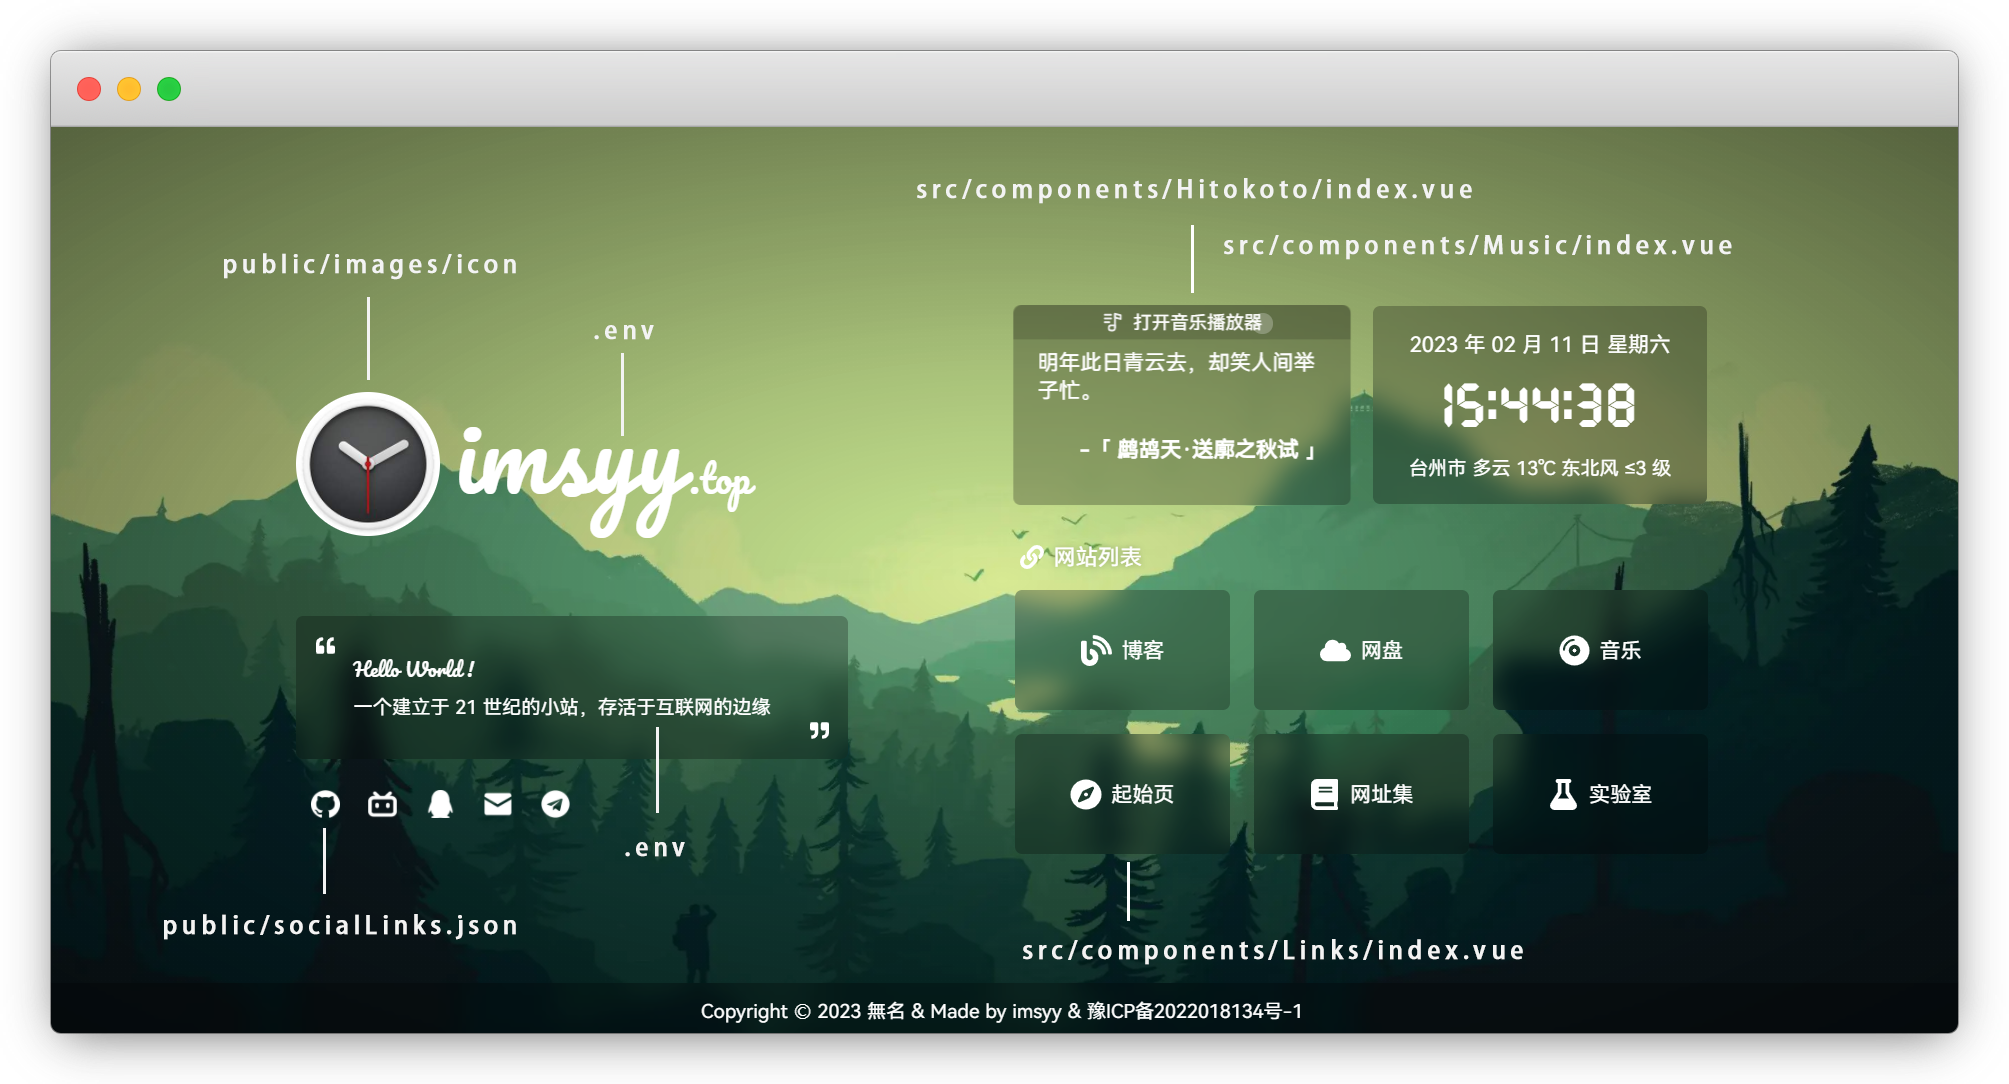 src/components/Hitokoto/index.vue
src/components/Music/index.vue
public/images/icon
.env
imsyy.top
打开音乐播放器
明年此日青云去，却笑人间举
子忙。
-「 鹧鸪天·送廓之秋试 」
2023 年 02 月 11 日 星期六
15:44:38
台州市 多云 13℃ 东北风 ≤3 级
网站列表
博客
网盘
音乐
起始页
网址集
实验室
“
Hello World !
一个建立于 21 世纪的小站，存活于互联网的边缘
”
.env
public/socialLinks.json
src/components/Links/index.vue
Copyright © 2023 無名 & Made by imsyy & 豫ICP备2022018134号-1